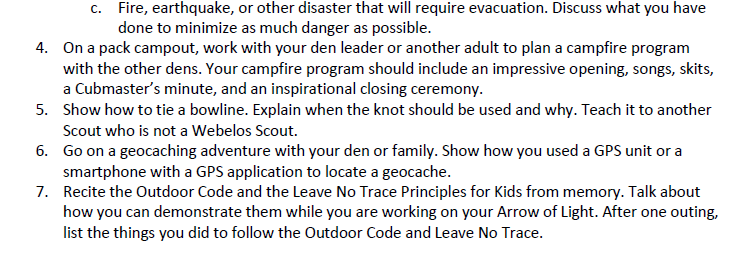 c. Fire, earthquake, or other disaster that will require evacuation. Discuss what you have
done to minimize as much danger as possible.
4. On a pack campout, work with your den leader or another adult to plan a campfire program
with the other dens. Your campfire program should include an impressive opening, songs, skits,
a Cubmaster’s minute, and an inspirational closing ceremony.
5. Show how to tie a bowline. Explain when the knot should be used and why. Teach it to another
Scout who is not a Webelos Scout.
6. Go on a geocaching adventure with your den or family. Show how you used a GPS unit or a
smartphone with a GPS application to locate a geocache.
7. Recite the Outdoor Code and the Leave No Trace Principles for Kids from memory. Talk about
how you can demonstrate them while you are working on your Arrow of Light. After one outing,
list the things you did to follow the Outdoor Code and Leave No Trace.